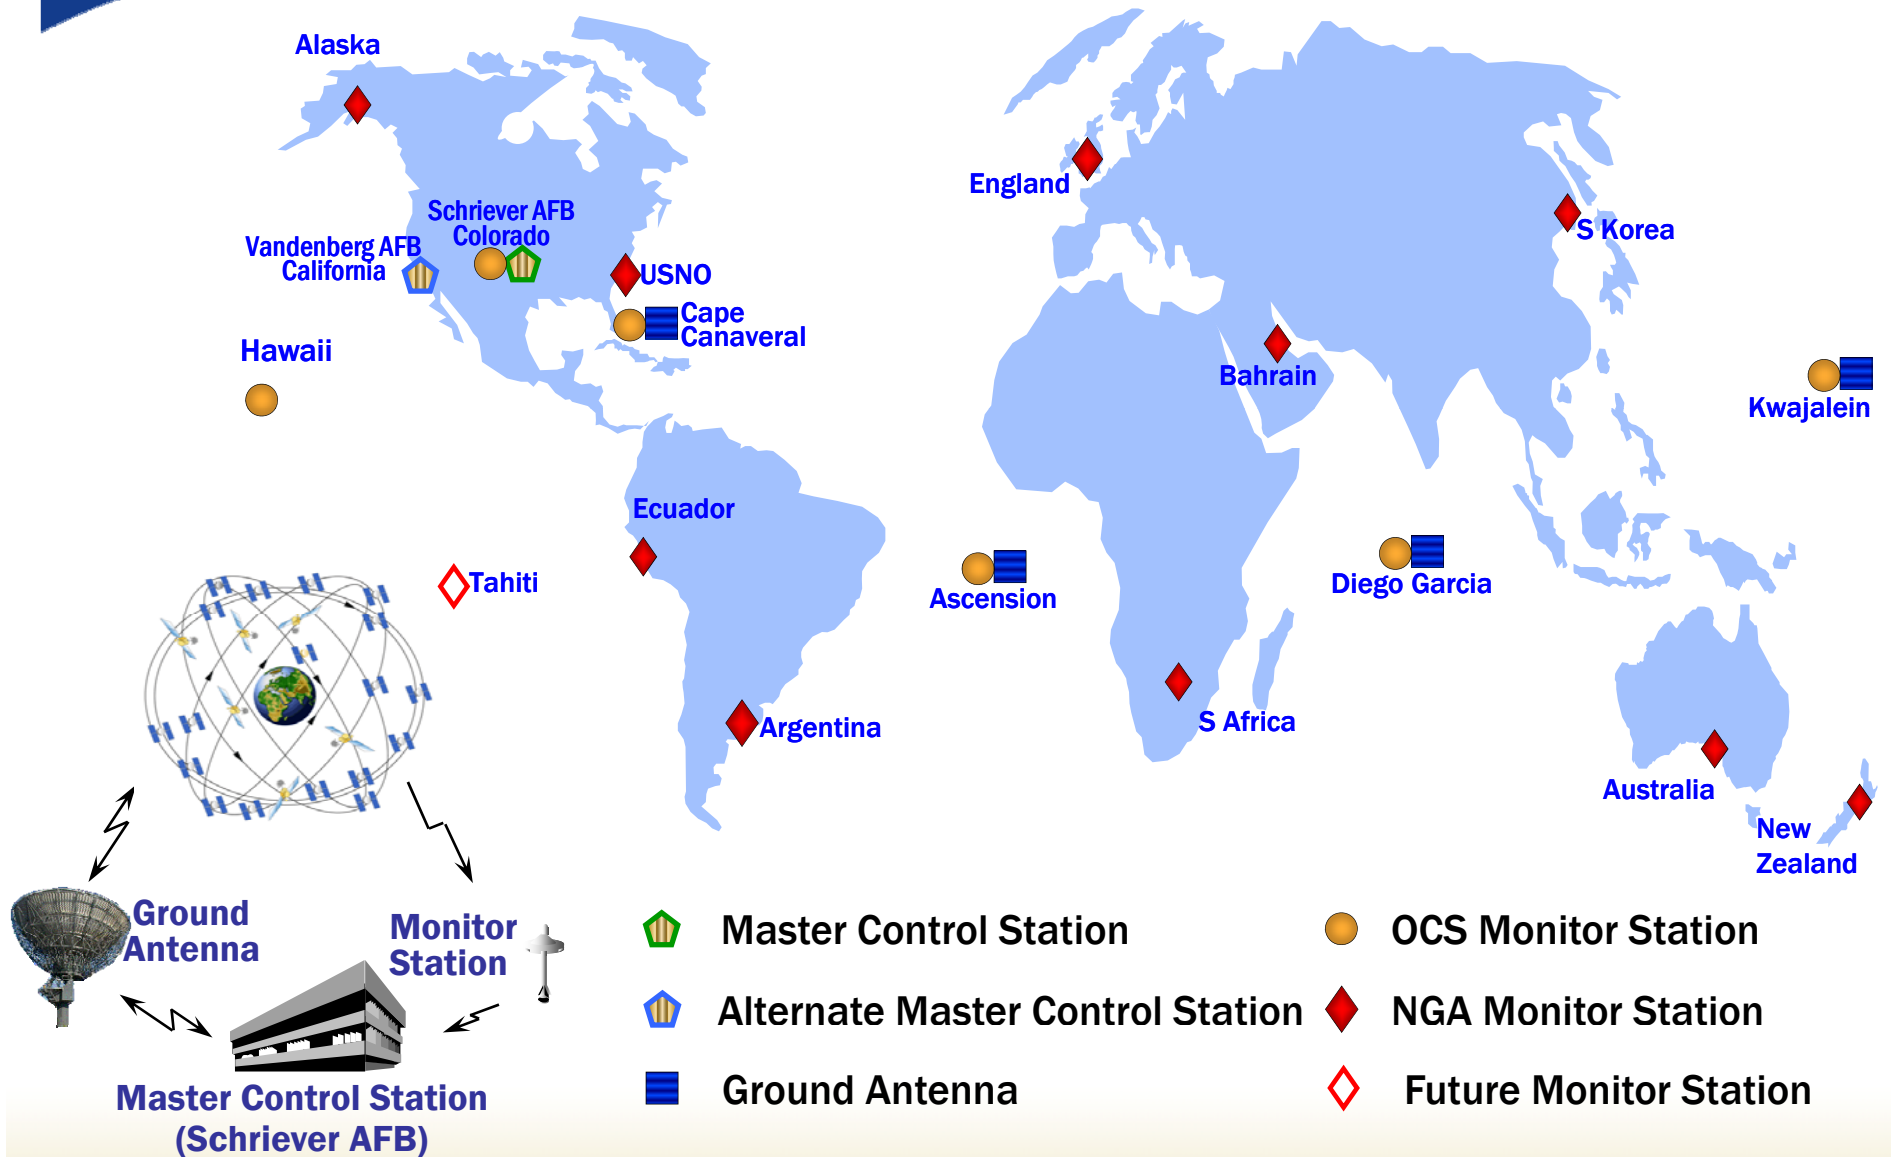 Alaska
England
Schriever AFB
Colorado
Vandenberg AFB
California
S Korea
USNO
Cape
Canaveral
Hawaii
Bahrain
Kwajalein
Ecuador
Tahiti
Ascension
Diego Garcia
Argentina
S Africa
Australia
New
Zealand
Ground
Antenna
Monitor
Station
Master Control Station
(Schriever AFB)
Master Control Station
Alternate Master Control Station
Ground Antenna
OCS Monitor Station
NGA Monitor Station
Future Monitor Station